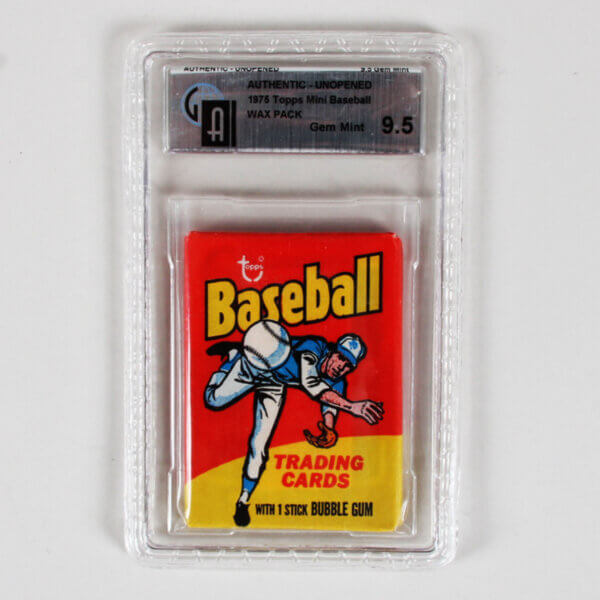 AUTHENTIC - UNOPENED 9.5 Gem Mint
AUTHENTIC - UNOPENED
1975 Topps Mini Baseball
WAX PACK
Gem Mint 9.5
GA
topps
Baseball
TRADING
CARDS
WITH 1 STICK BUBBLE GUM